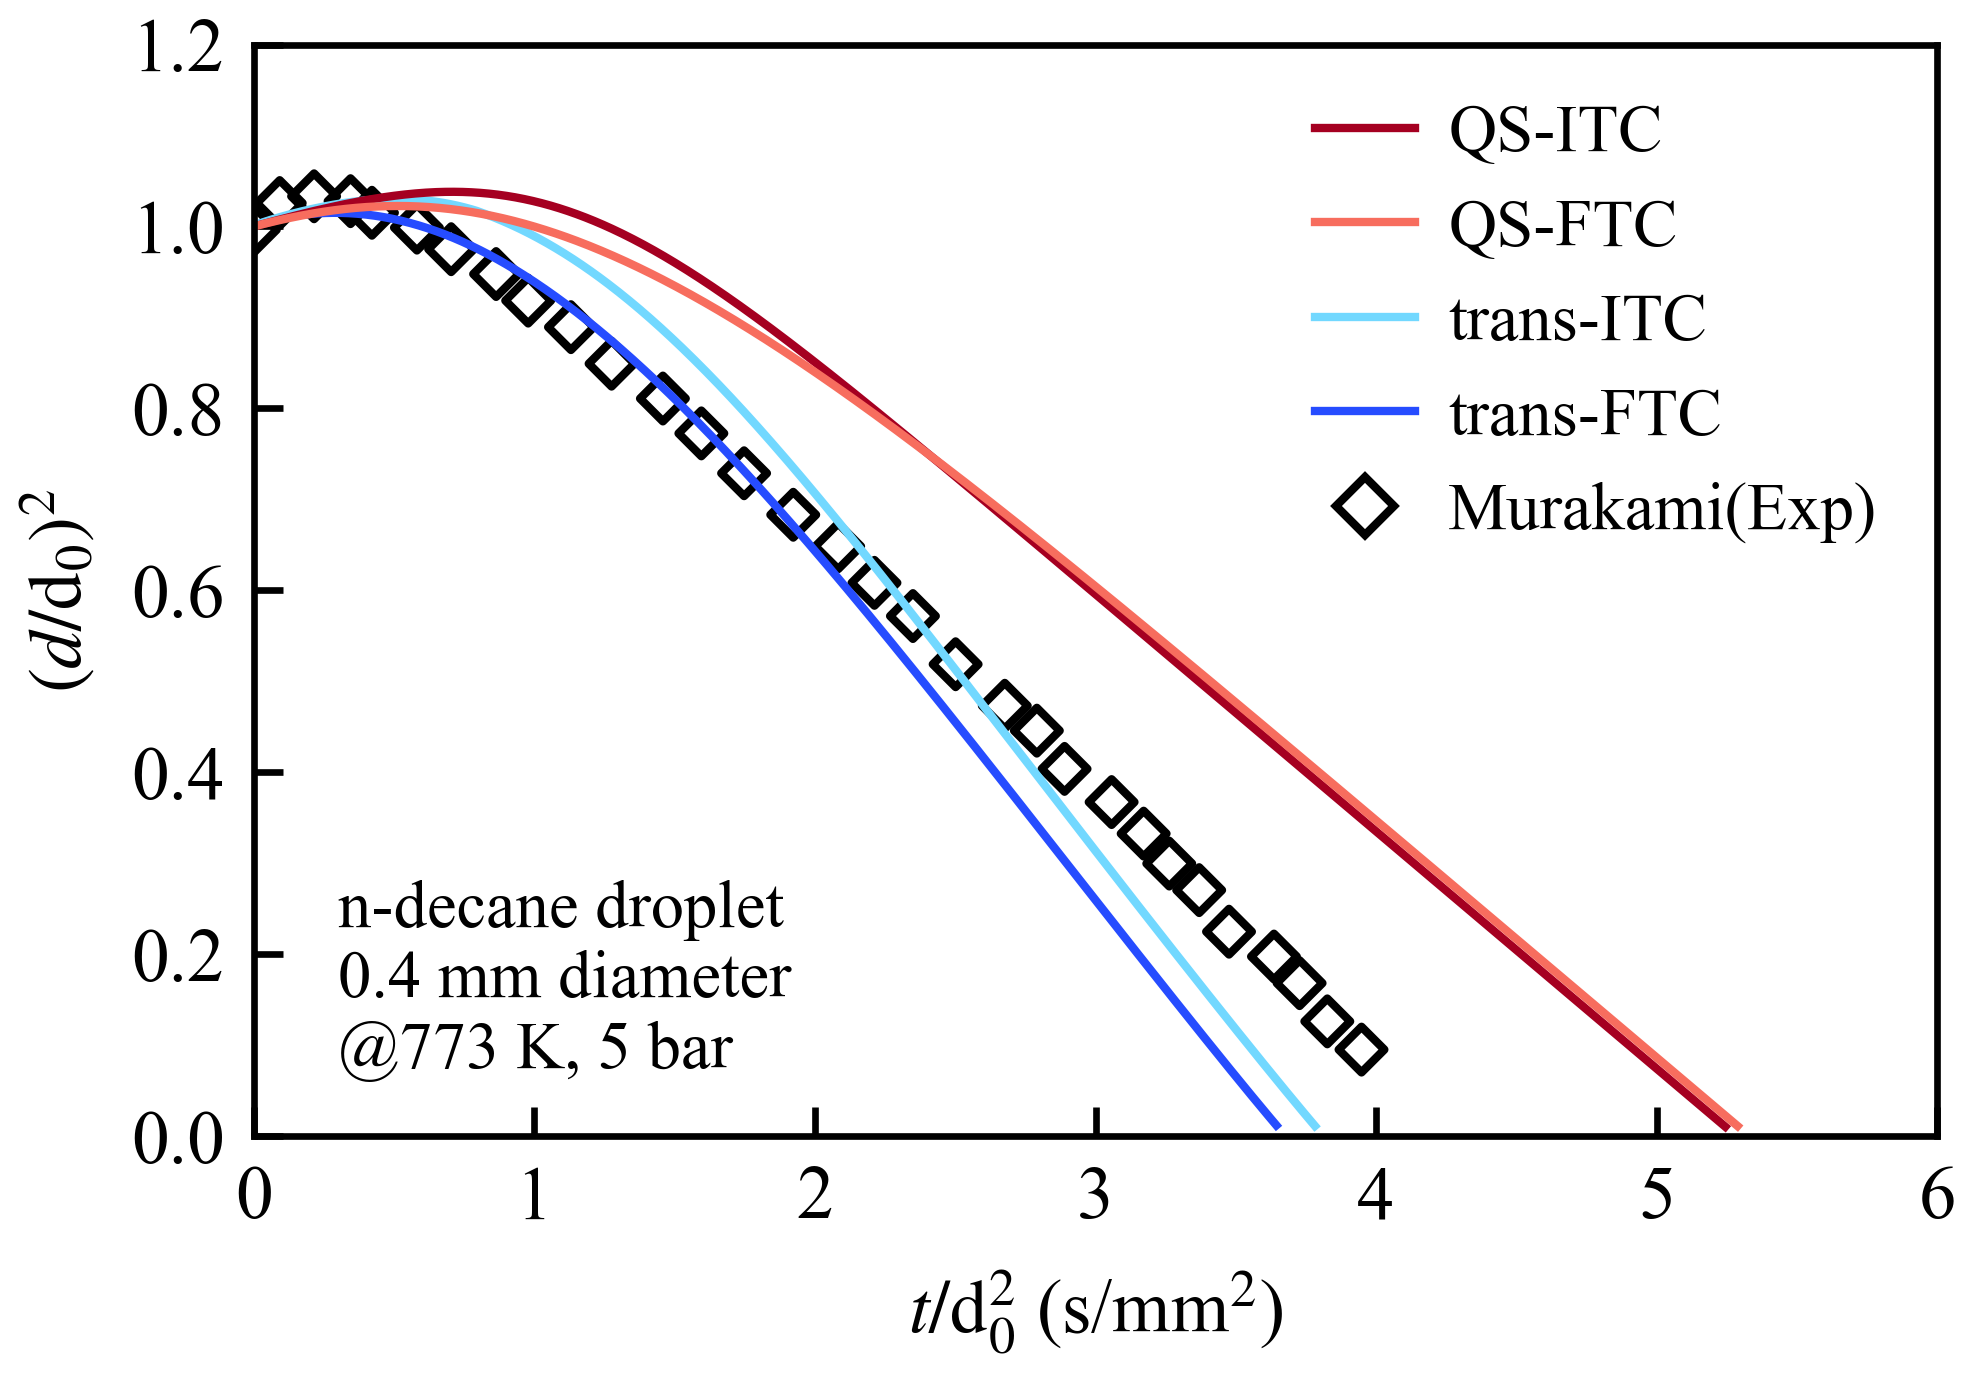 1.2
1.0
0.8
0.6
0.4
0.2
0.0
0 1 2 3 4 5 6
(d/d₀)²
t/d₀² (s/mm²)
QS-ITC
QS-FTC
trans-ITC
trans-FTC
Murakami(Exp)
n-decane droplet
0.4 mm diameter
@773 K, 5 bar